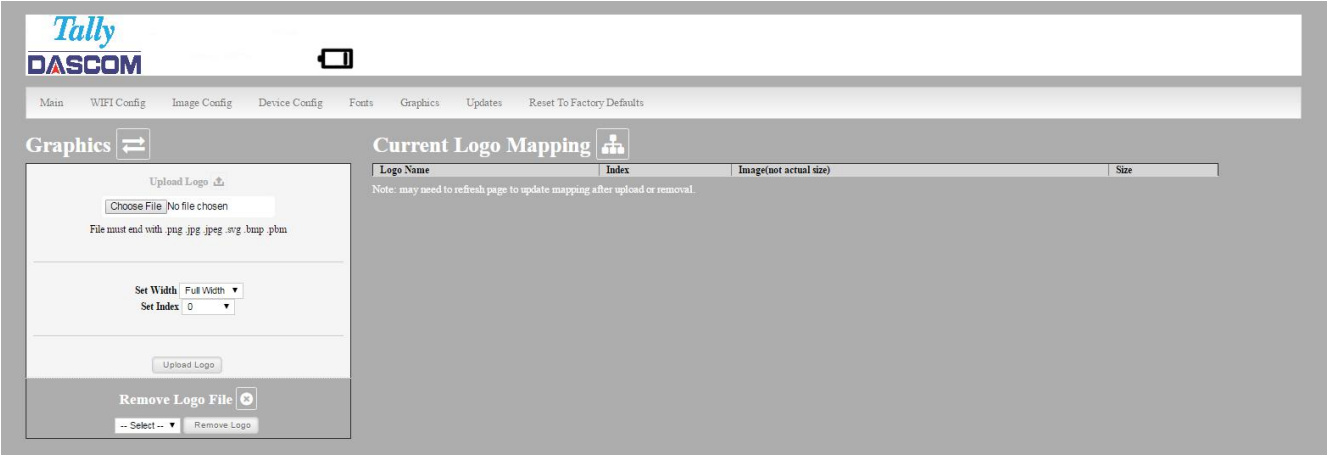 Tally
DASCOM
Main WIFI Config Image Config Device Config Fonts Graphics Updates Reset To Factory Defaults
Graphics
Upload Logo
Choose File No file chosen
File must end with .png .jpg .jpeg .svg .bmp .pbm
Set Width Full Width
Set Index 0
Upload Logo
Remove Logo File
-- Select -- Remove Logo
Current Logo Mapping
Logo Name Index Image(not actual size) Size
Note: may need to refresh page to update mapping after upload or removal.